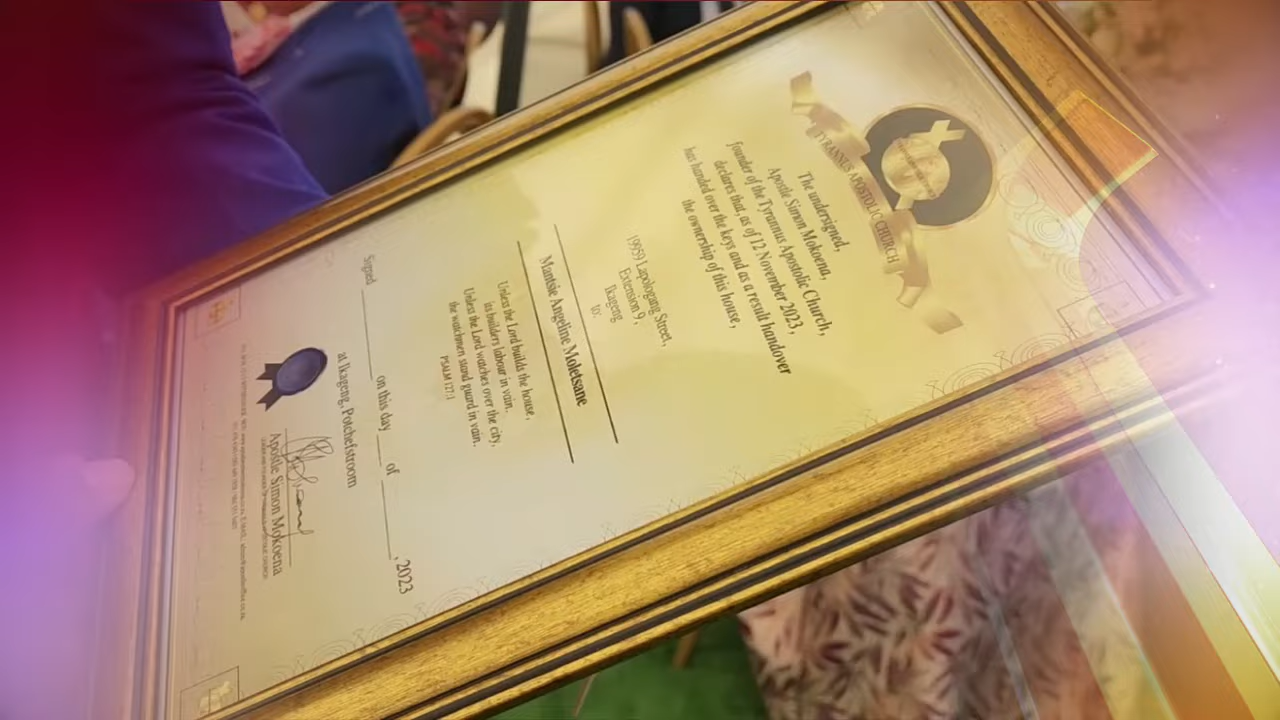 TYRANNUS APOSTOLIC CHURCH
The undersigned,
Apostle Simon Mokoena,
founder of the Tyrannus Apostolic Church,
declares that, as of 12 November 2023,
has handed over the keys and as a result handover
the ownership of this house,
19959 Lapologang Street,
Extension 9,
Ikageng
to:
Mantsie Angeline Moletsane
Unless the Lord builds the house,
its builders labour in vain.
Unless the Lord watches over the city,
the watchmen stand guard in vain.
PSALM 127:1
Signed ________ on this day ___ of ________, 2023
at Ikageng, Potchefstroom
Apostle Simon Mokoena